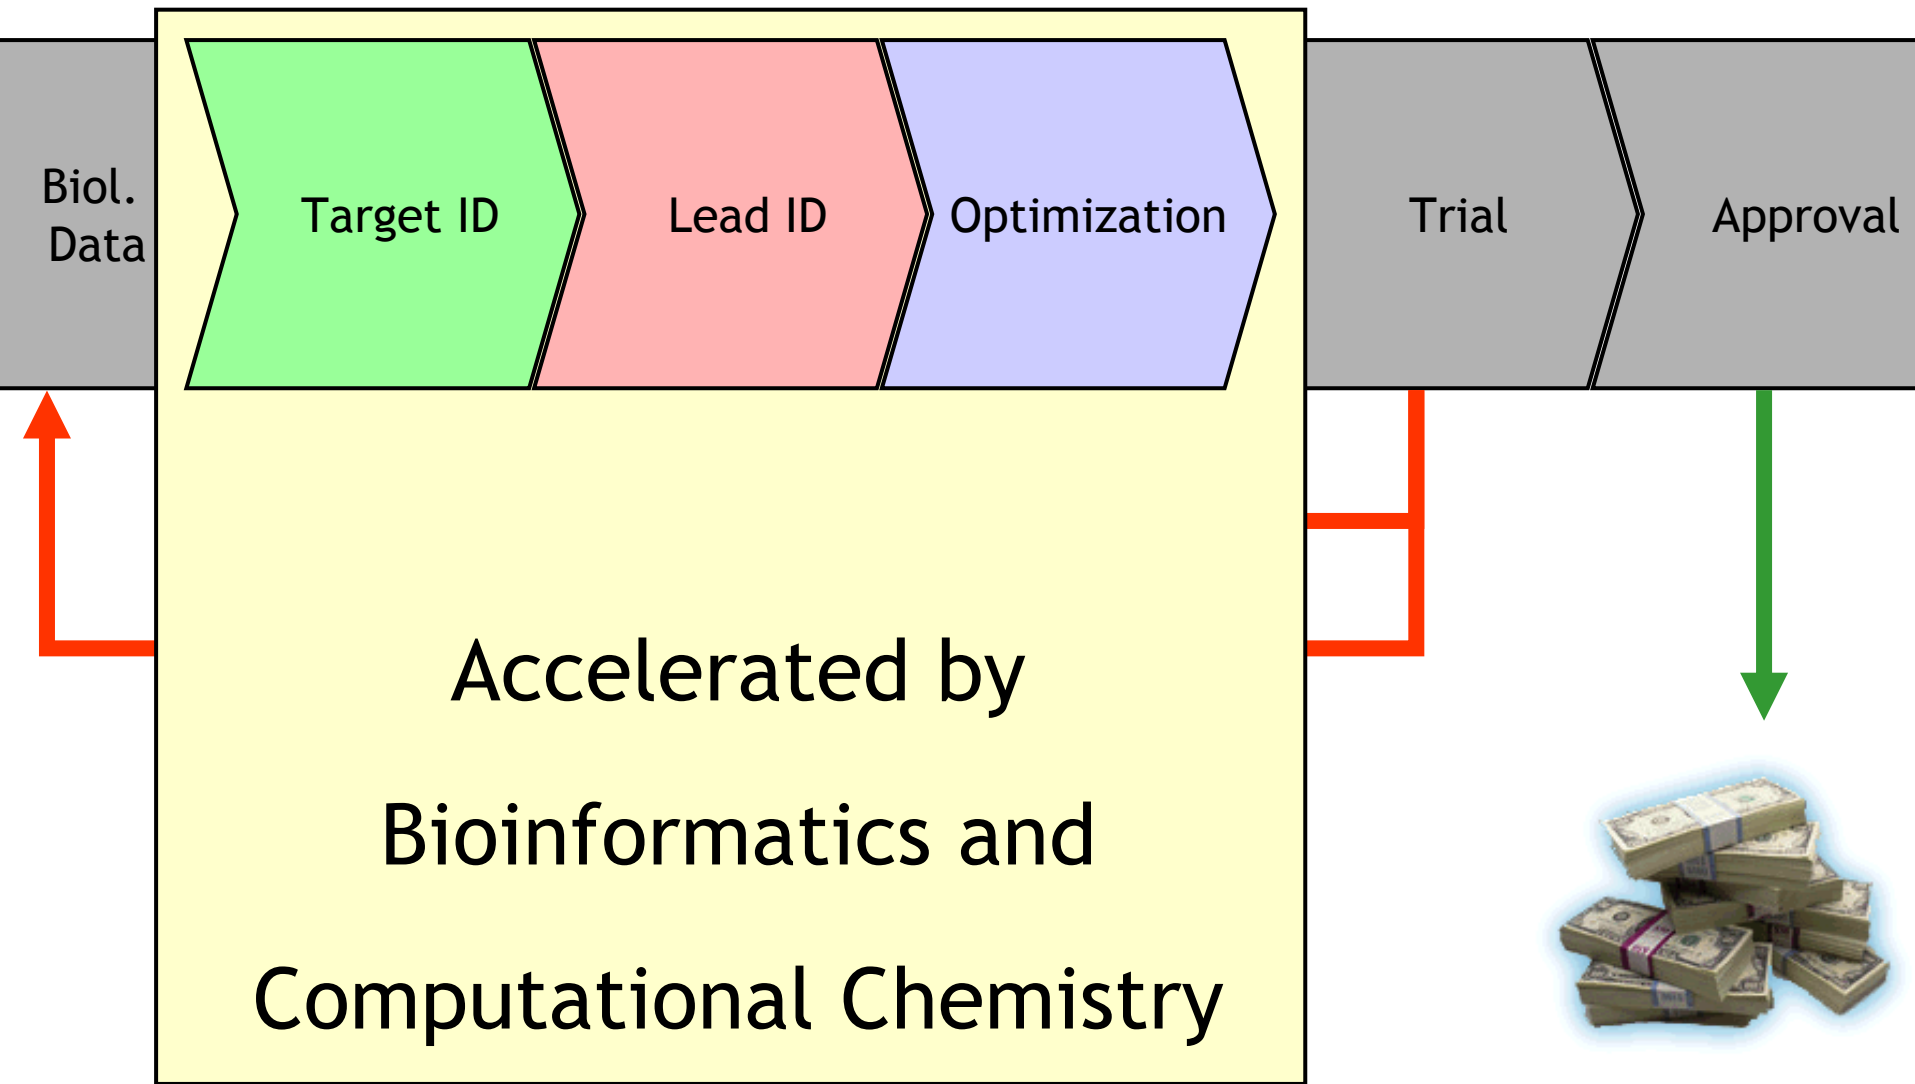 Biol.
Data
Target ID
Lead ID
Optimization
Trial
Approval
Accelerated by
Bioinformatics and
Computational Chemistry